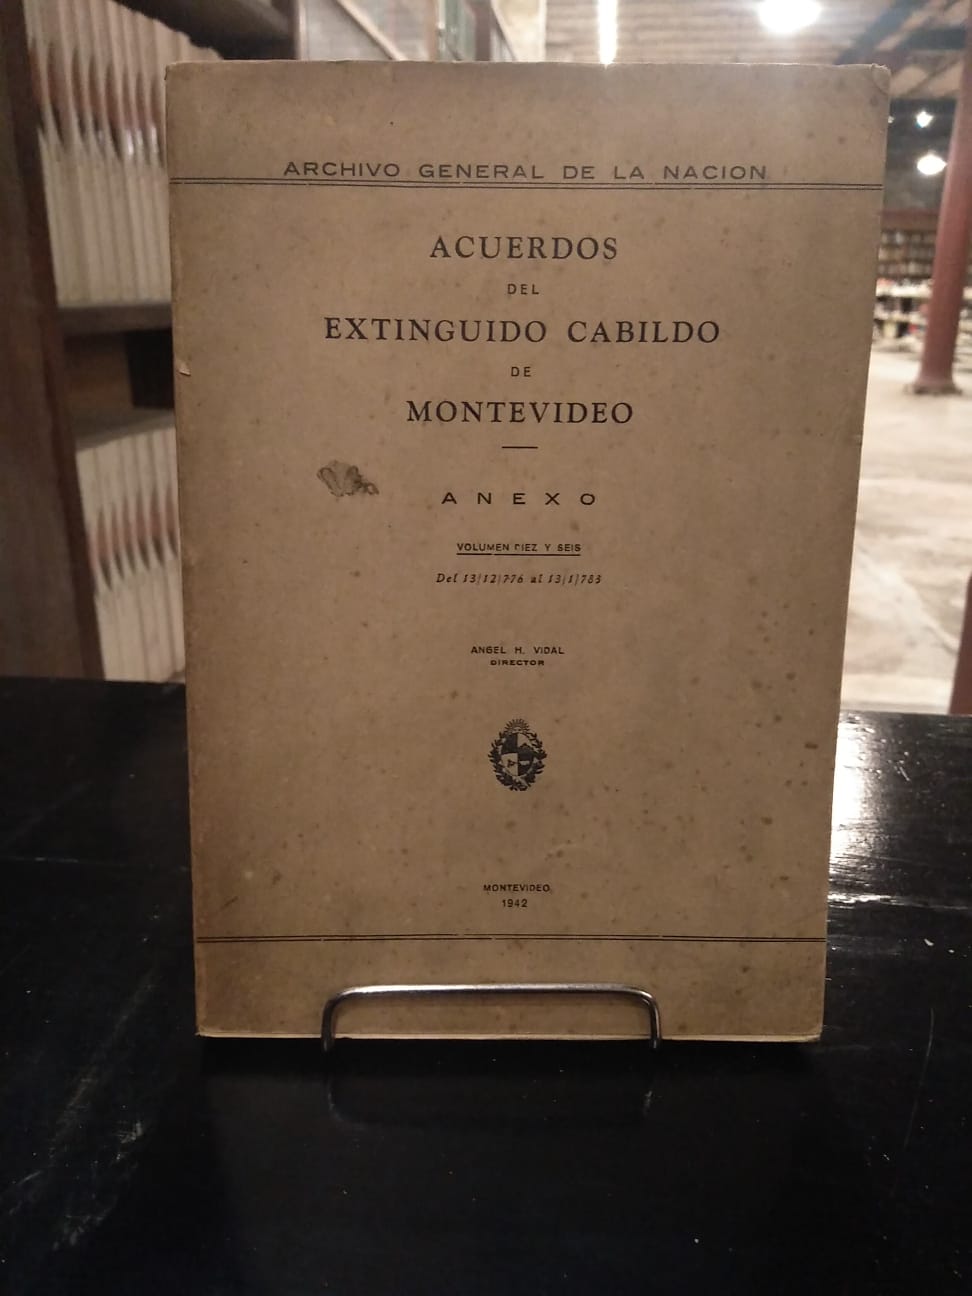 ARCHIVO GENERAL DE LA NACION
ACUERDOS
DEL
EXTINGUIDO CABILDO
DE
MONTEVIDEO
ANEXO
VOLUMEN DIEZ Y SEIS
Del 13/12/776 al 13/1/783
ANGEL H. VIDAL
DIRECTOR
MONTEVIDEO
1942